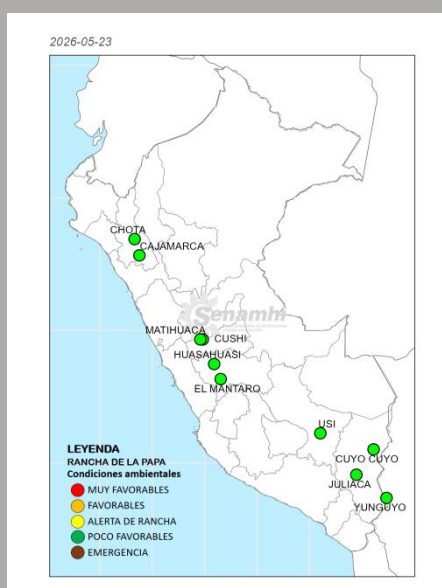 2026-05-23
CHOTA
CAJAMARCA
Senamhi
MATIHUACA
CUSHI
HUASAHUASI
EL MANTARO
USI
CUYO CUYO
JULIACA
YUNGUYO
LEYENDA
RANCHA DE LA PAPA
Condiciones ambientales
MUY FAVORABLES
FAVORABLES
ALERTA DE RANCHA
POCO FAVORABLES
EMERGENCIA